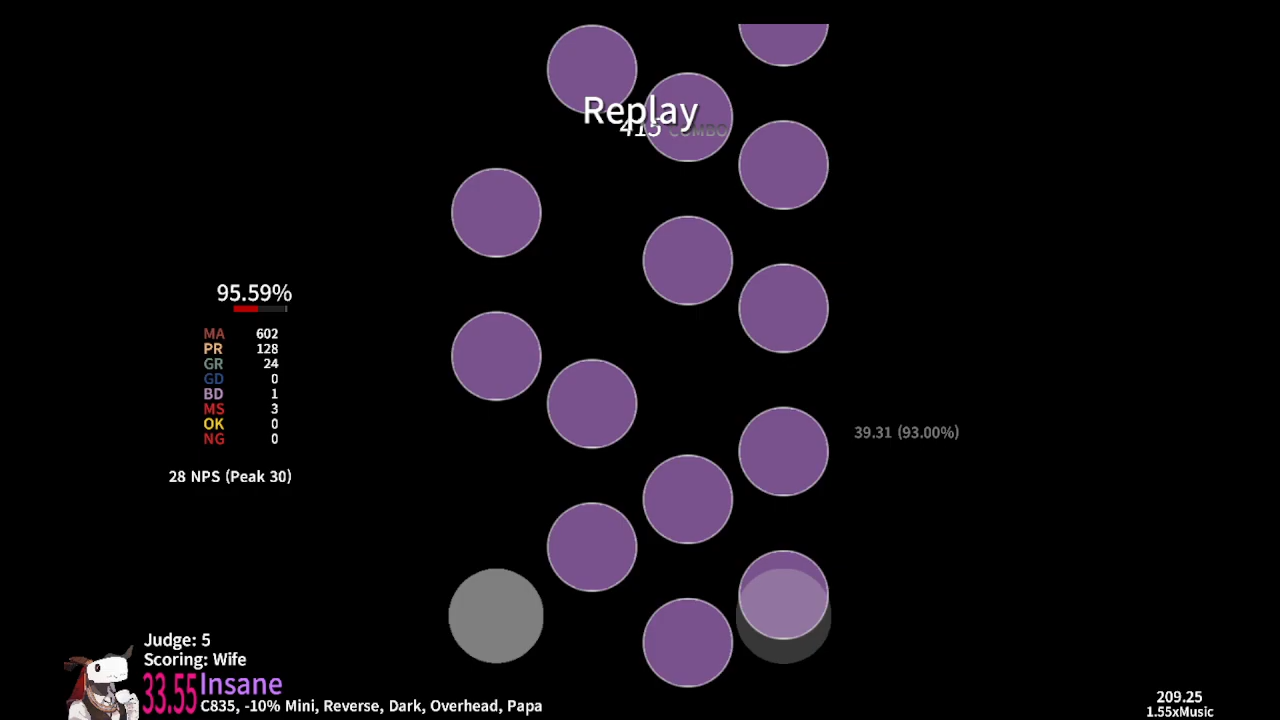 Replay
415 COMBO
95.59%
MA 602
PR 128
GR 24
GD 0
BD 1
MS 3
OK 0
NG 0
28 NPS (Peak 30)
39.31 (93.00%)
Judge: 5
Scoring: Wife
33.55 Insane
C835, -10% Mini, Reverse, Dark, Overhead, Papa
209.25
1.55xMusic